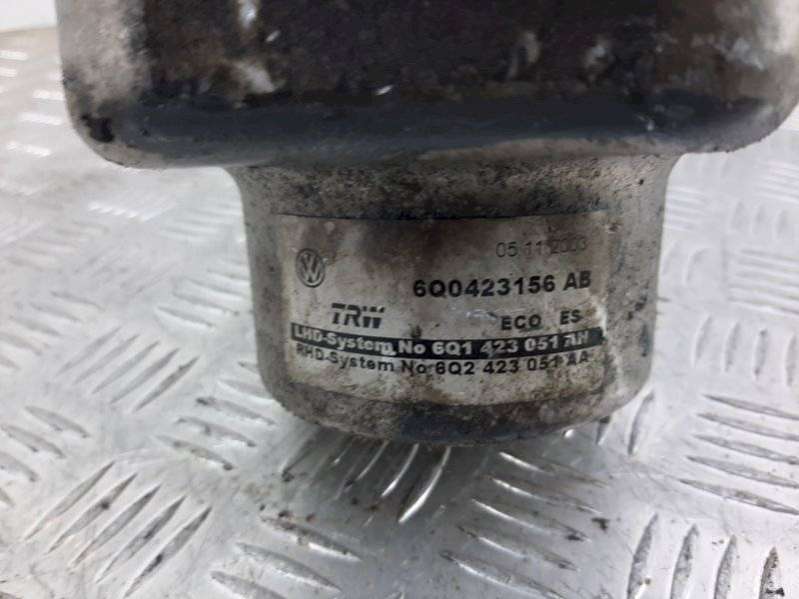 05 11 2003
6Q0423156 AB
TRW
ECO ES
LHD-System No 6Q1 423 051
RHD-System No 6Q2 423 051 AA